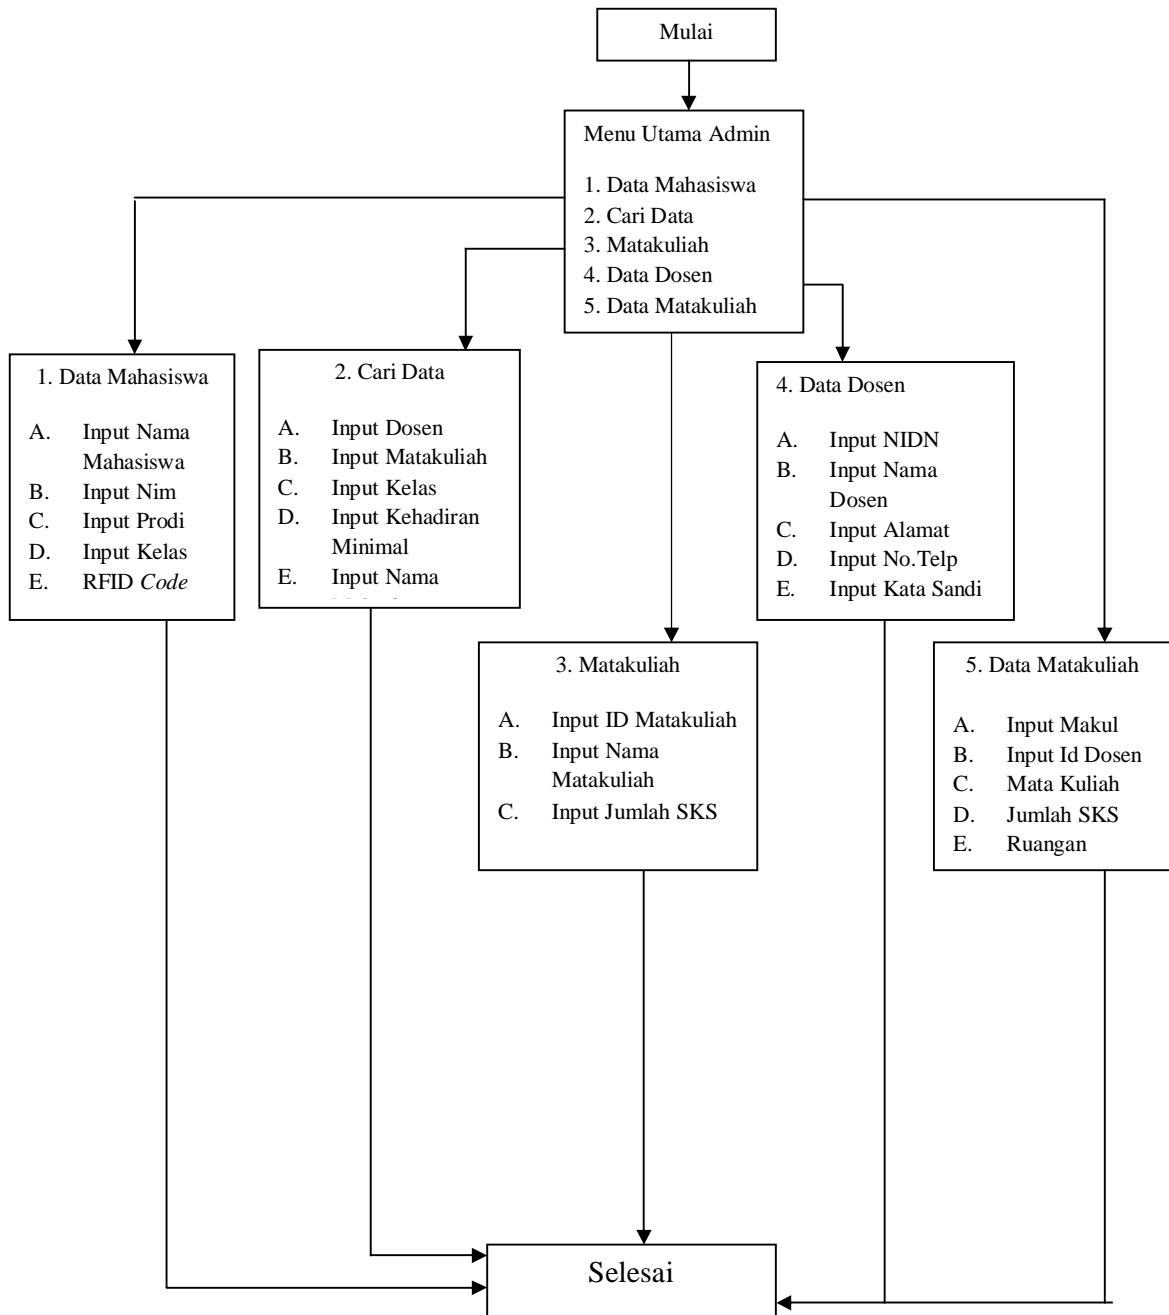 Mulai
Menu Utama Admin
1. Data Mahasiswa
2. Cari Data
3. Matakuliah
4. Data Dosen
5. Data Matakuliah
1. Data Mahasiswa
A. Input Nama
Mahasiswa
B. Input Nim
C. Input Prodi
D. Input Kelas
E. RFID Code
2. Cari Data
A. Input Dosen
B. Input Matakuliah
C. Input Kelas
D. Input Kehadiran
Minimal
E. Input Nama
4. Data Dosen
A. Input NIDN
B. Input Nama
Dosen
C. Input Alamat
D. Input No.Telp
E. Input Kata Sandi
3. Matakuliah
A. Input ID Matakuliah
B. Input Nama
Matakuliah
C. Input Jumlah SKS
5. Data Matakuliah
A. Input Makul
B. Input Id Dosen
C. Mata Kuliah
D. Jumlah SKS
E. Ruangan
Selesai